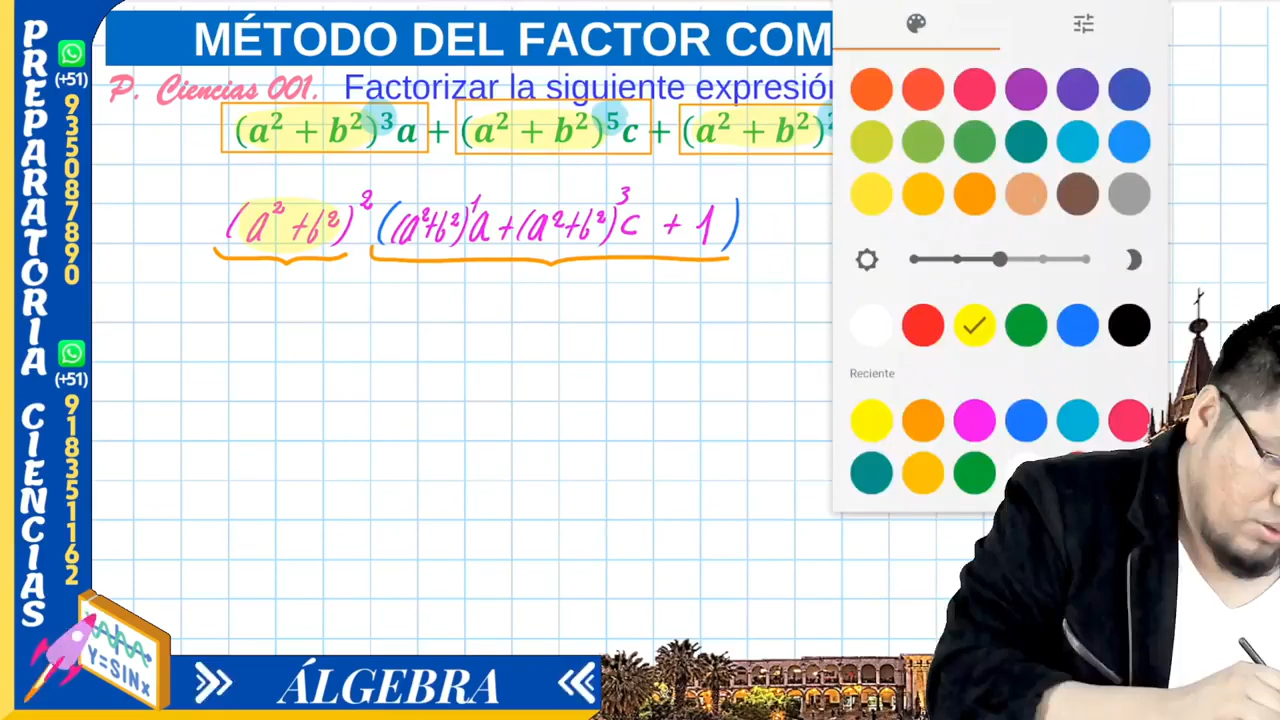 MÉTODO DEL FACTOR COM
P. Ciencias 001. Factorizar la siguiente expresión
(a² + b²)³a + (a² + b²)⁵c + (a² + b²)²
(a² + b²)² ((a²+b²)¹a + (a²+b²)³c + 1)
PREPARATORIA CIENCIAS
(+51)
935087890
(+51)
918351162
Reciente
Y=SINx
ÁLGEBRA